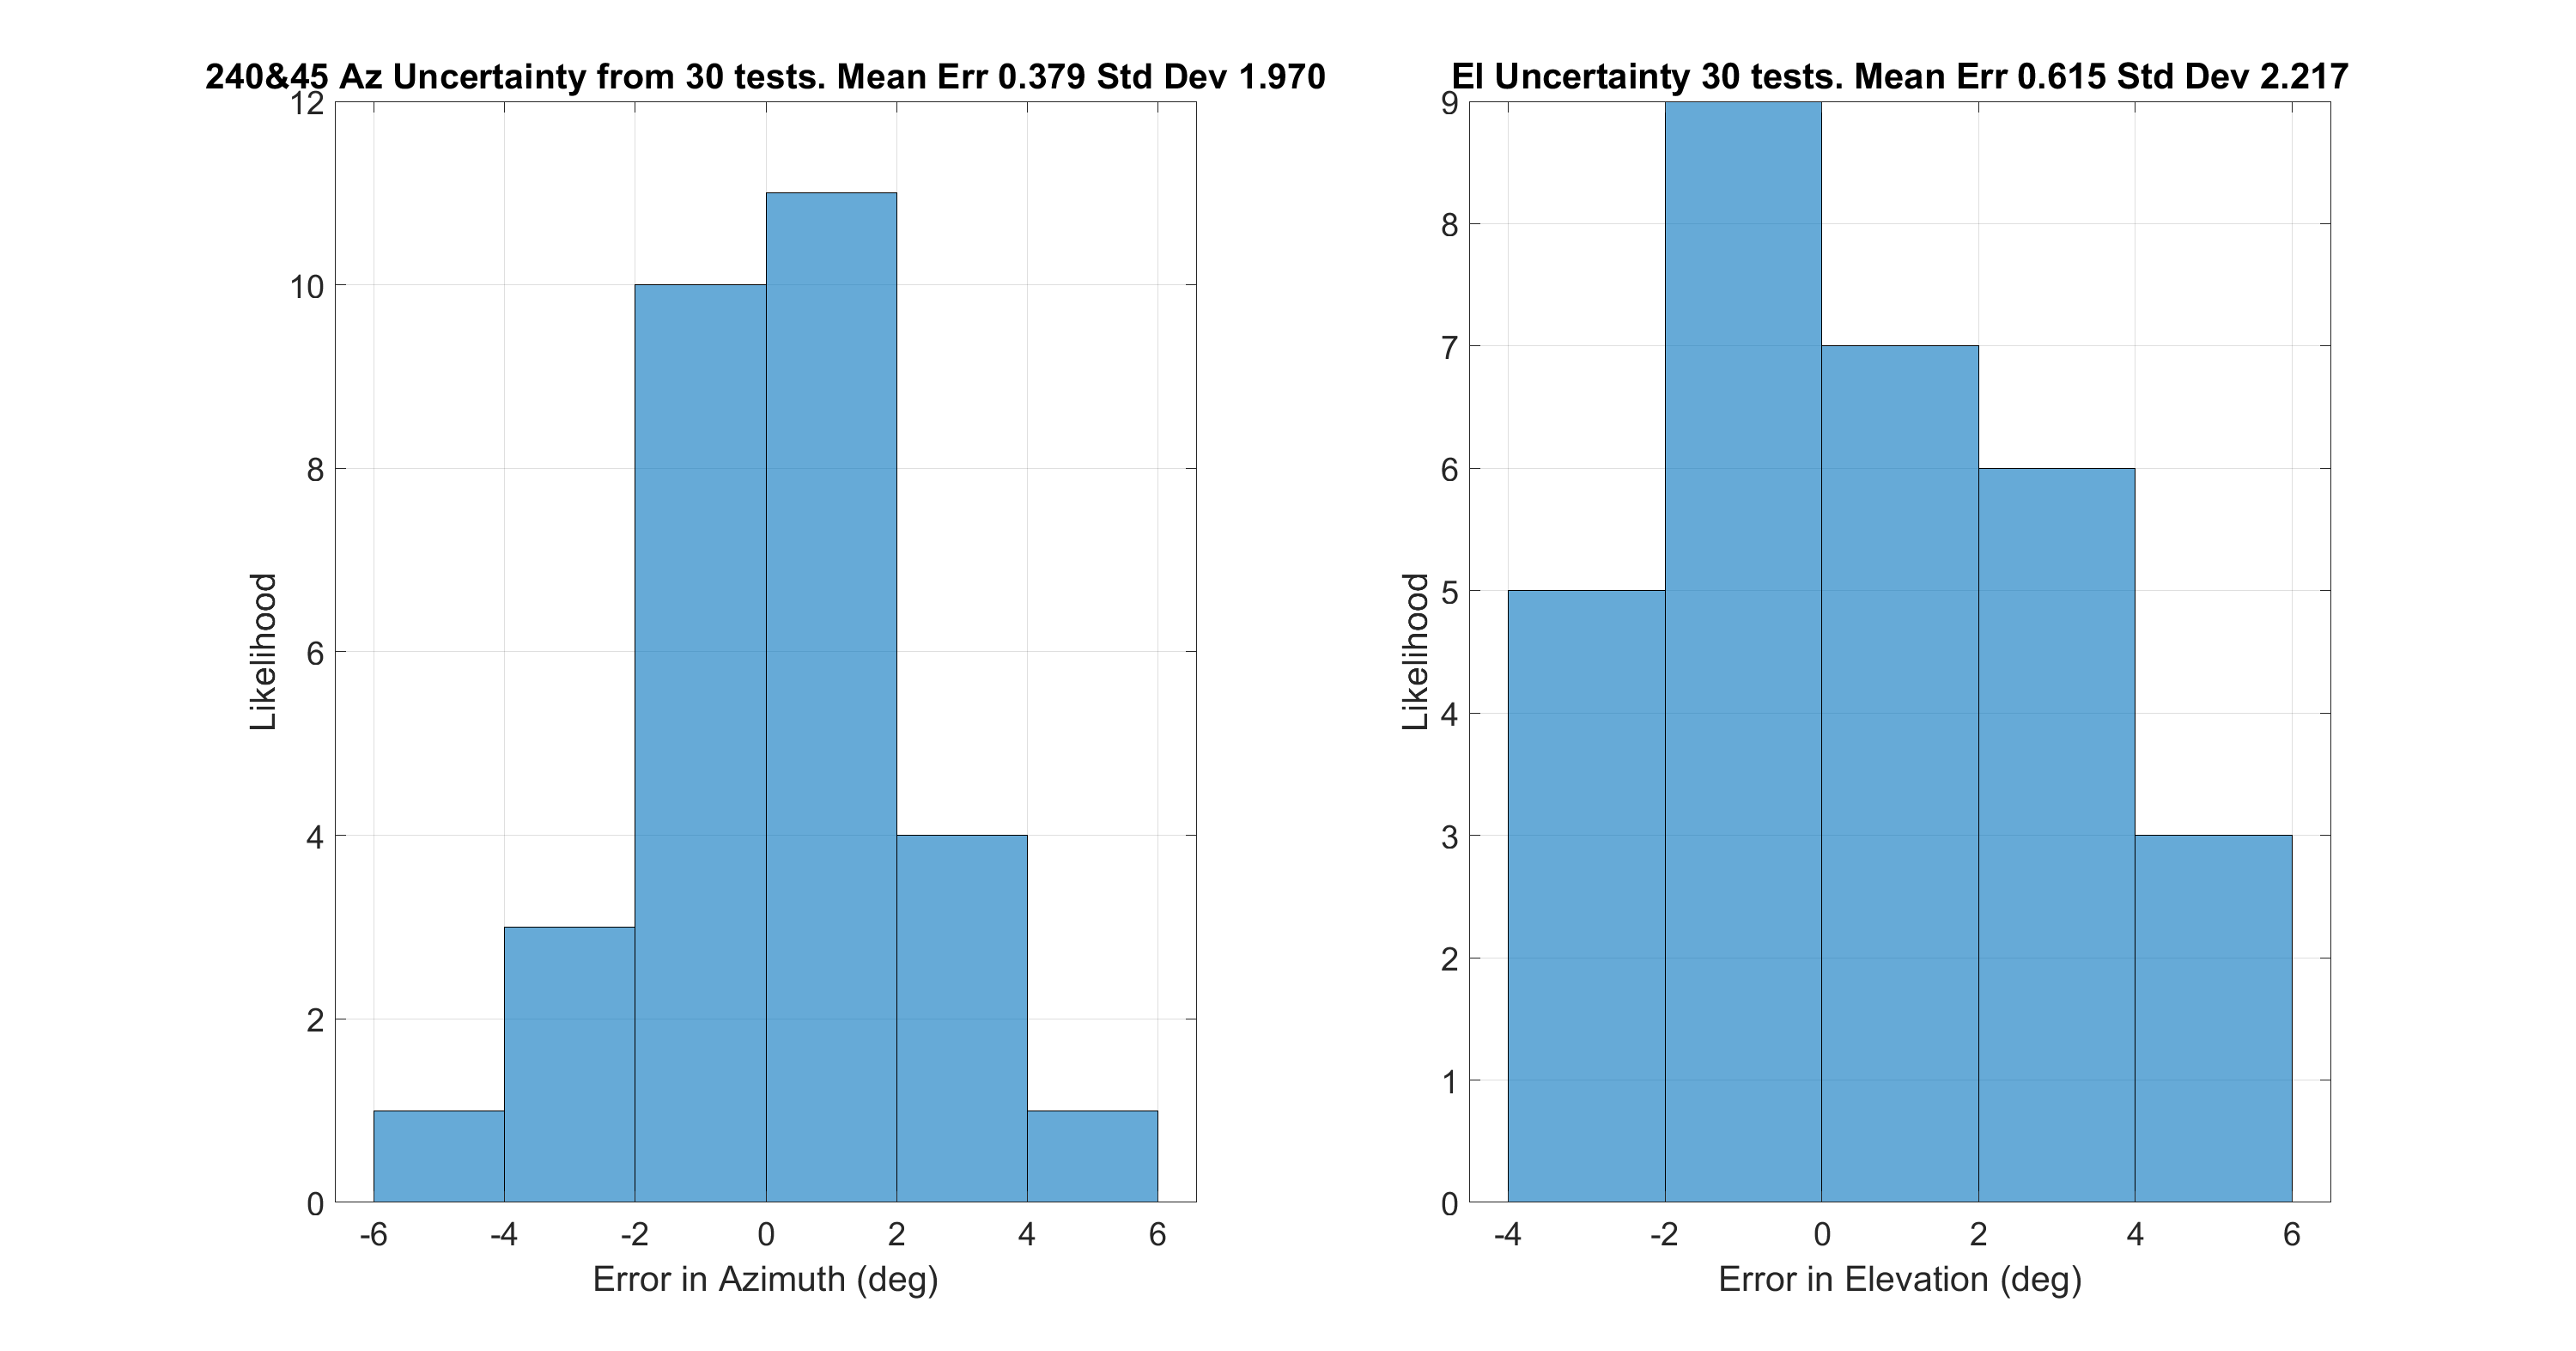 240&45 Az Uncertainty from 30 tests. Mean Err 0.379 Std Dev 1.970
12
10
8
6
4
2
0
Likelihood
-6 -4 -2 0 2 4 6
Error in Azimuth (deg)
El Uncertainty 30 tests. Mean Err 0.615 Std Dev 2.217
9
8
7
6
5
4
3
2
1
0
Likelihood
-4 -2 0 2 4 6
Error in Elevation (deg)